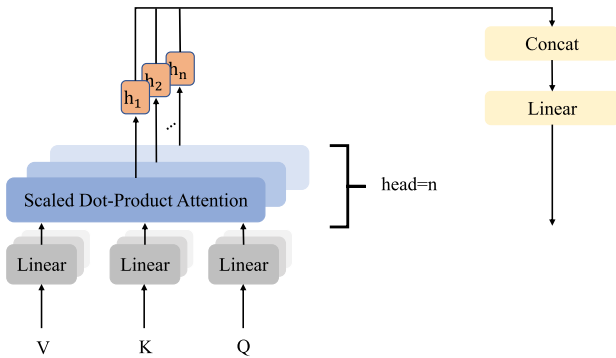 Concat
h₁
h₂
hₙ
Linear
...
Scaled Dot-Product Attention
head=n
Linear
Linear
Linear
V
K
Q